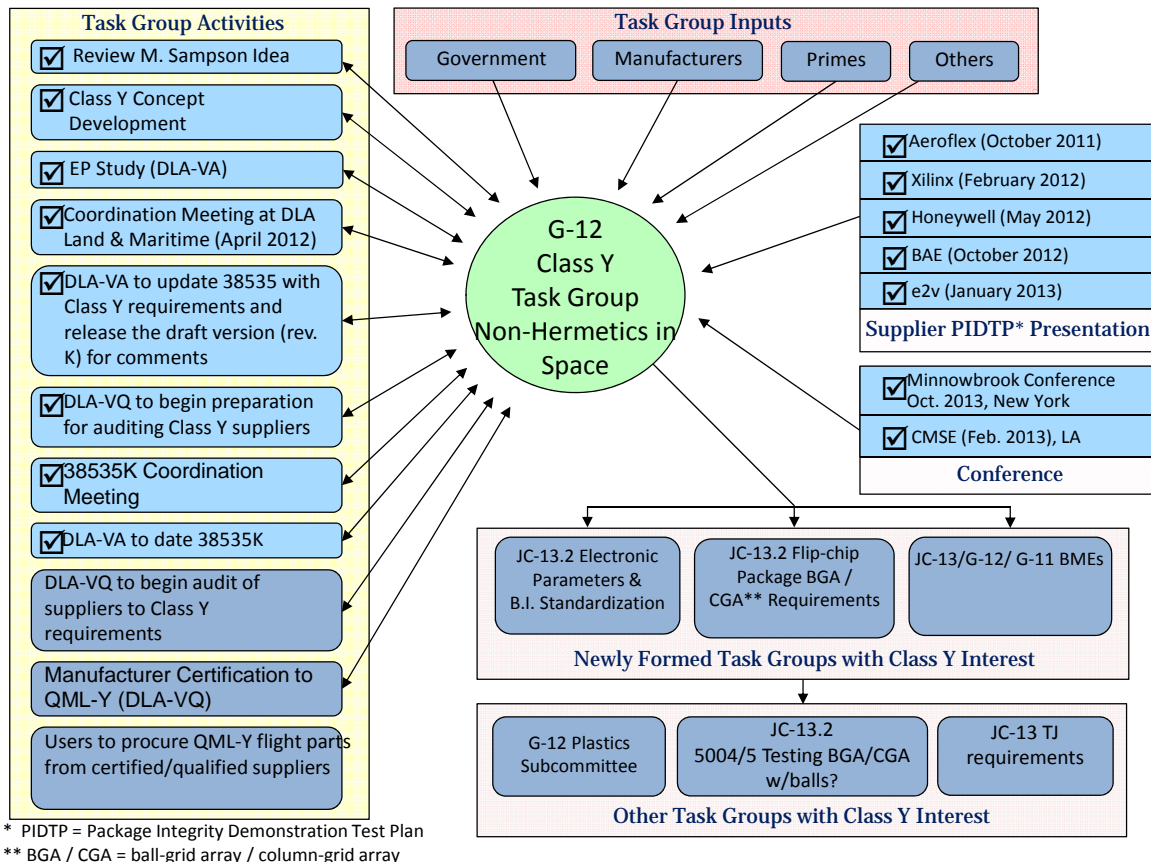 Task Group Activities
Review M. Sampson Idea
Class Y Concept
Development
EP Study (DLA-VA)
Coordination Meeting at DLA
Land & Maritime (April 2012)
DLA-VA to update 38535 with
Class Y requirements and
release the draft version (rev.
K) for comments
DLA-VQ to begin preparation
for auditing Class Y suppliers
38535K Coordination
Meeting
DLA-VA to date 38535K
DLA-VQ to begin audit of
suppliers to Class Y
requirements
Manufacturer Certification to
QML-Y (DLA-VQ)
Users to procure QML-Y flight parts
from certified/qualified suppliers
Task Group Inputs
Government
Manufacturers
Primes
Others
G-12
Class Y
Task Group
Non-Hermetics in
Space
Aeroflex (October 2011)
Xilinx (February 2012)
Honeywell (May 2012)
BAE (October 2012)
e2v (January 2013)
Supplier PIDTP* Presentation
Minnowbrook Conference
Oct. 2013, New York
CMSE (Feb. 2013), LA
Conference
JC-13.2 Electronic
Parameters &
B.I. Standardization
JC-13.2 Flip-chip
Package BGA /
CGA** Requirements
JC-13/G-12/ G-11 BMEs
Newly Formed Task Groups with Class Y Interest
G-12 Plastics
Subcommittee
JC-13.2
5004/5 Testing BGA/CGA
w/balls?
JC-13 TJ
requirements
Other Task Groups with Class Y Interest
* PIDTP = Package Integrity Demonstration Test Plan
** BGA / CGA = ball-grid array / column-grid array